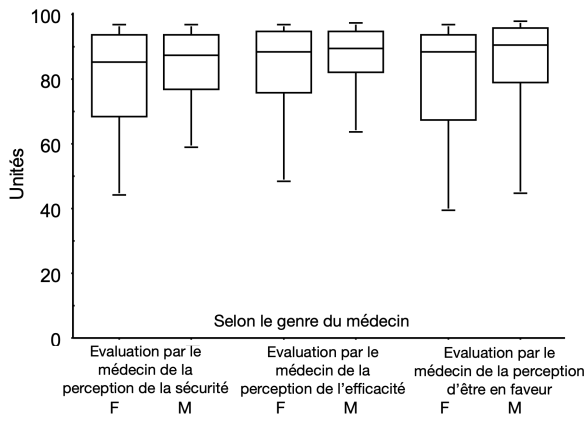 100
80
60
40
20
0
Unités
Selon le genre du médecin
Evaluation par le
médecin de la
perception de la sécurité
F M
Evaluation par le
médecin de la
perception de l'efficacité
F M
Evaluation par le
médecin de la perception
d'être en faveur
F M